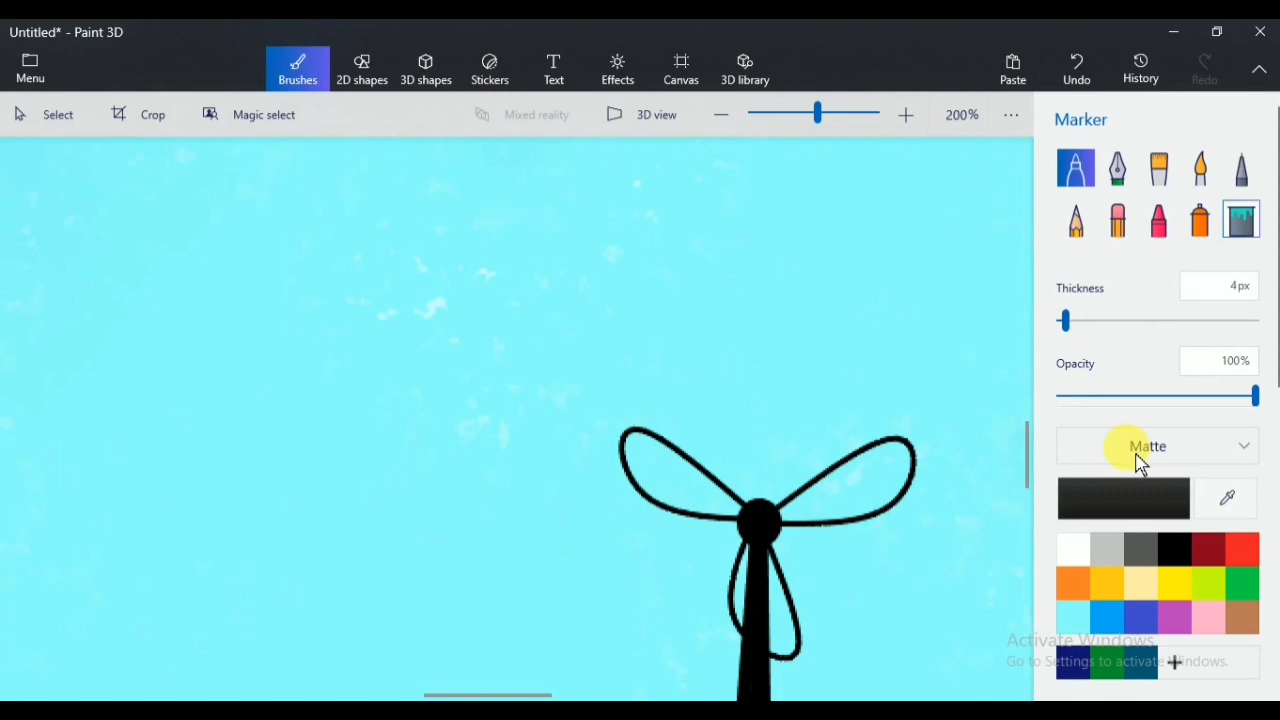 Untitled* - Paint 3D
Menu
Brushes
2D shapes
3D shapes
Stickers
Text
Effects
Canvas
3D library
Paste
Undo
History
Redo
Select
Crop
Magic select
Mixed reality
3D view
200%
Marker
Thickness
4px
Opacity
100%
Matte
Activate Windows
Go to Settings to activate Windows.